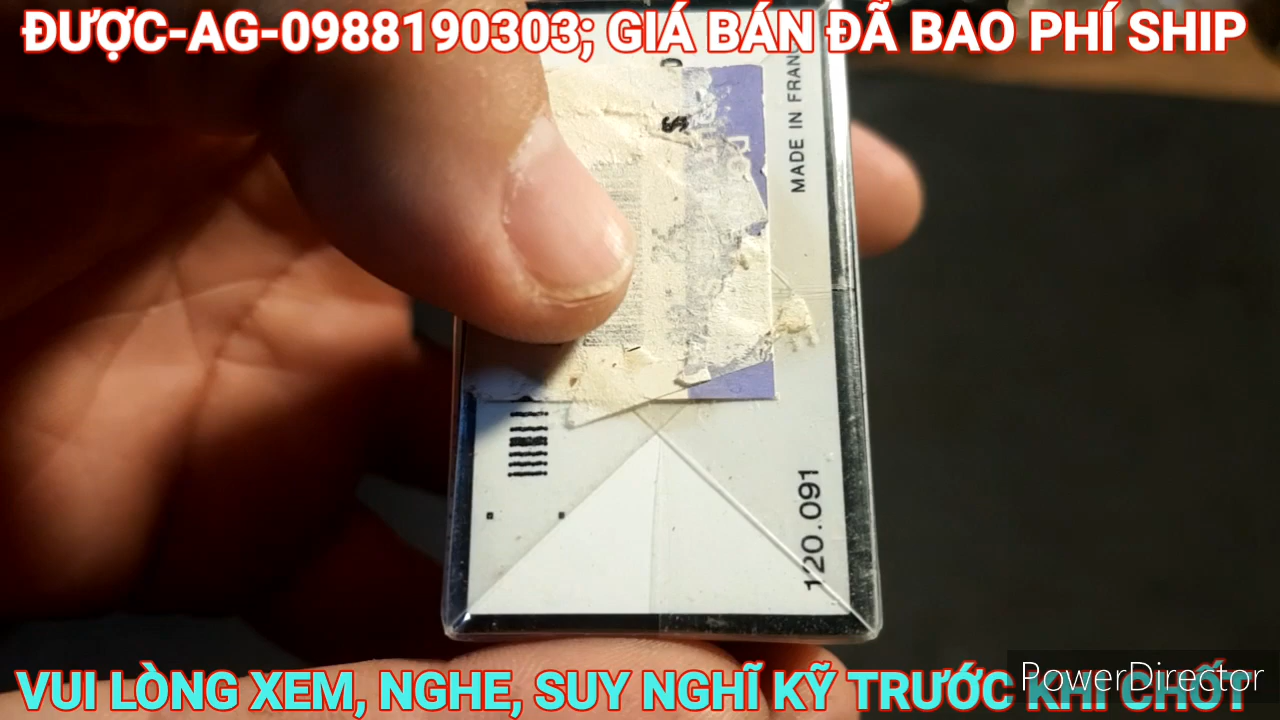 ĐƯỢC-AG-0988190303; GIÁ BÁN ĐÃ BAO PHÍ SHIP
MADE IN FRANC
120.091
VUI LÒNG XEM, NGHE, SUY NGHĨ KỸ TRƯỚC KHI CHỐT
PowerDirector